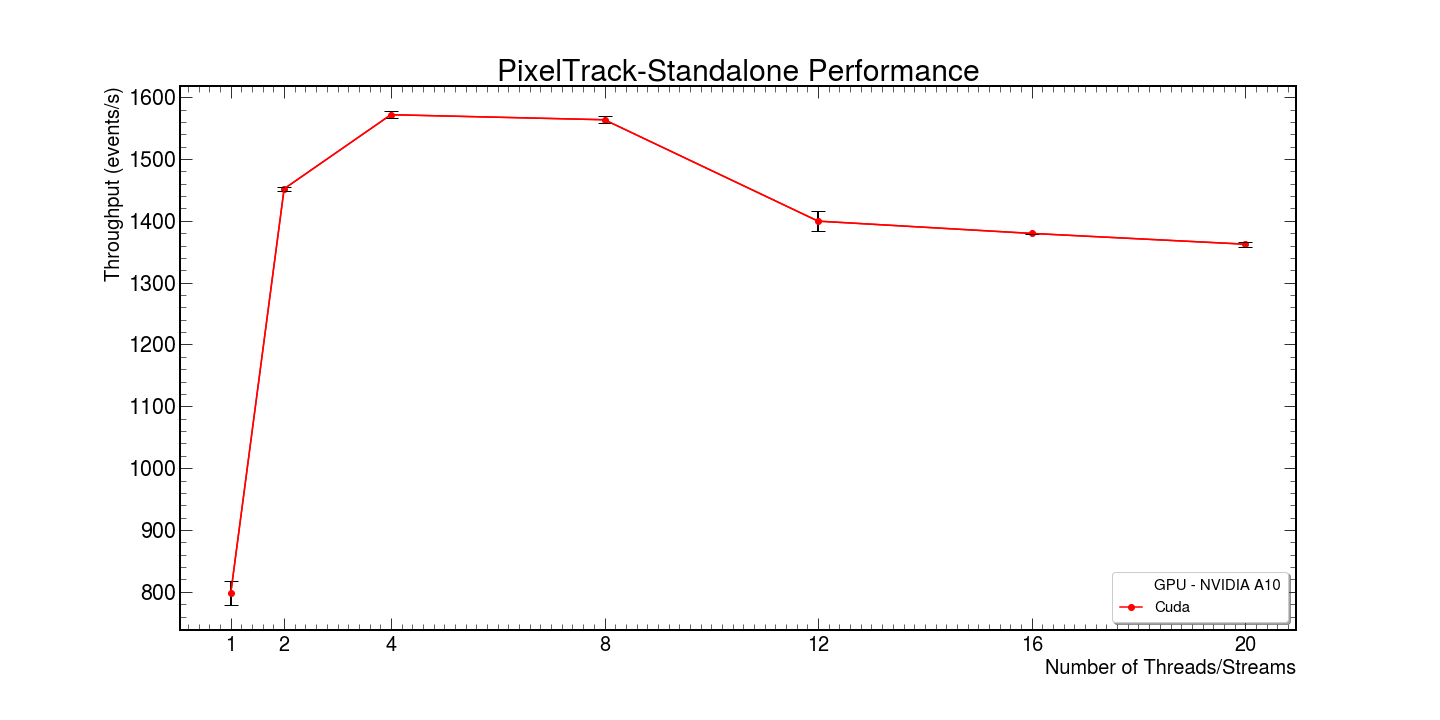 PixelTrack-Standalone Performance
Throughput (events/s)
1600
1500
1400
1300
1200
1100
1000
900
800
1 2 4 8 12 16 20
Number of Threads/Streams
GPU - NVIDIA A10
Cuda